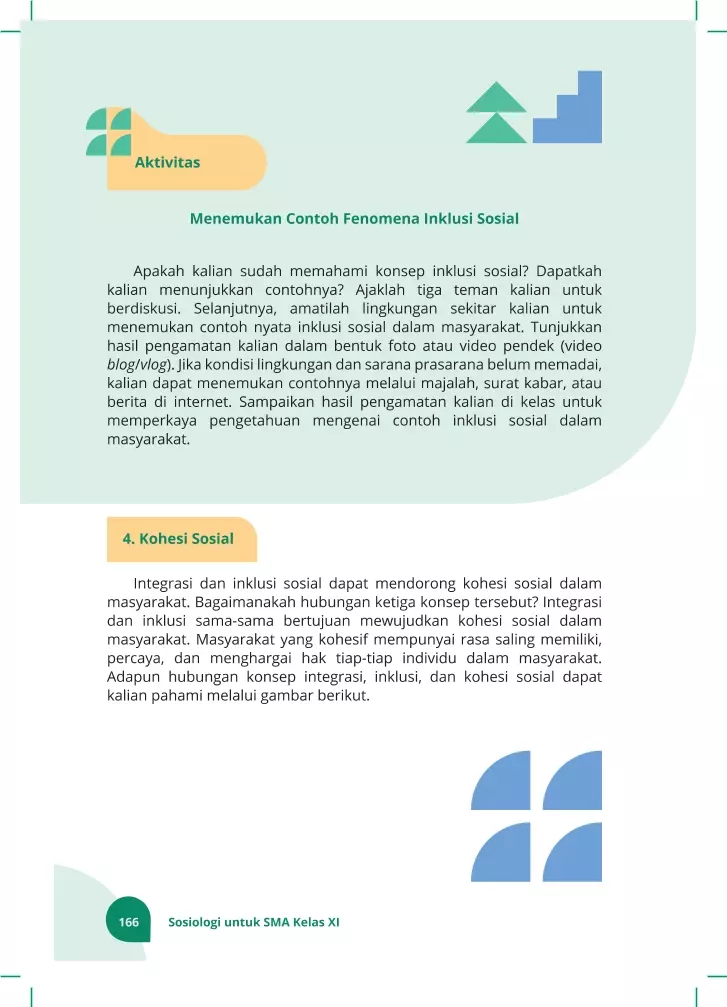 Aktivitas
Menemukan Contoh Fenomena Inklusi Sosial
Apakah kalian sudah memahami konsep inklusi sosial? Dapatkah
kalian menunjukkan contohnya? Ajaklah tiga teman kalian untuk
berdiskusi. Selanjutnya, amatilah lingkungan sekitar kalian untuk
menemukan contoh nyata inklusi sosial dalam masyarakat. Tunjukkan
hasil pengamatan kalian dalam bentuk foto atau video pendek (video
blog/vlog). Jika kondisi lingkungan dan sarana prasarana belum memadai,
kalian dapat menemukan contohnya melalui majalah, surat kabar, atau
berita di internet. Sampaikan hasil pengamatan kalian di kelas untuk
memperkaya pengetahuan mengenai contoh inklusi sosial dalam
masyarakat.
4. Kohesi Sosial
Integrasi dan inklusi sosial dapat mendorong kohesi sosial dalam
masyarakat. Bagaimanakah hubungan ketiga konsep tersebut? Integrasi
dan inklusi sama-sama bertujuan mewujudkan kohesi sosial dalam
masyarakat. Masyarakat yang kohesif mempunyai rasa saling memiliki,
percaya, dan menghargai hak tiap-tiap individu dalam masyarakat.
Adapun hubungan konsep integrasi, inklusi, dan kohesi sosial dapat
kalian pahami melalui gambar berikut.
166 Sosiologi untuk SMA Kelas XI